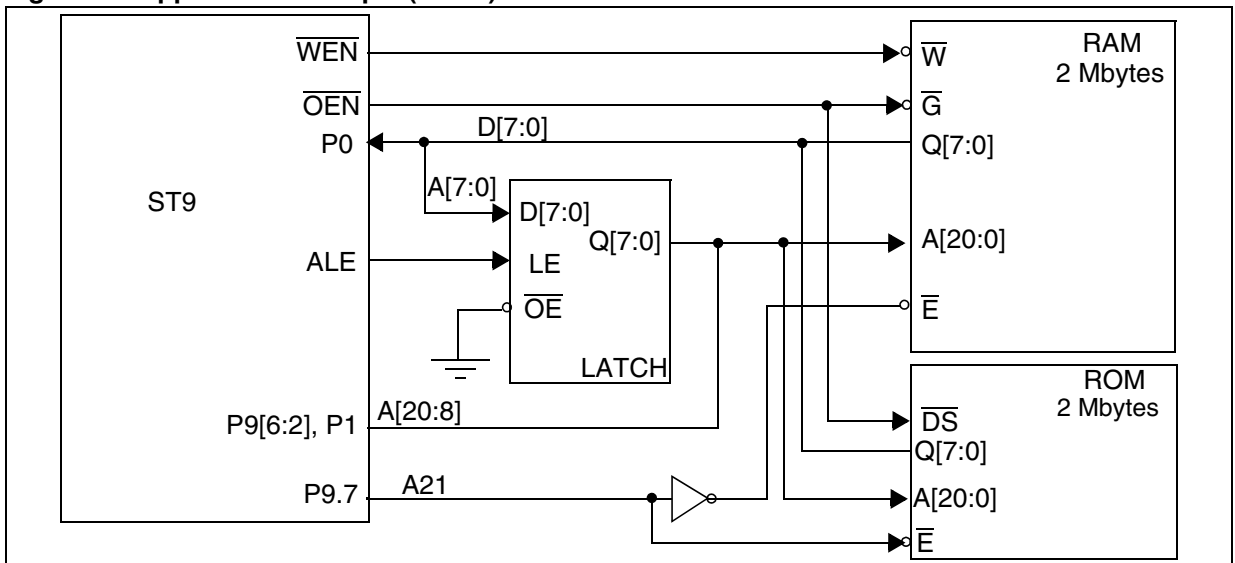 WEN
OEN
P0
ST9
ALE
P9[6:2], P1
P9.7
D[7:0]
A[7:0]
A[20:8]
A21
D[7:0]
Q[7:0]
LE
OE
LATCH
RAM
2 Mbytes
W
G
Q[7:0]
A[20:0]
E
ROM
2 Mbytes
DS
Q[7:0]
A[20:0]
E